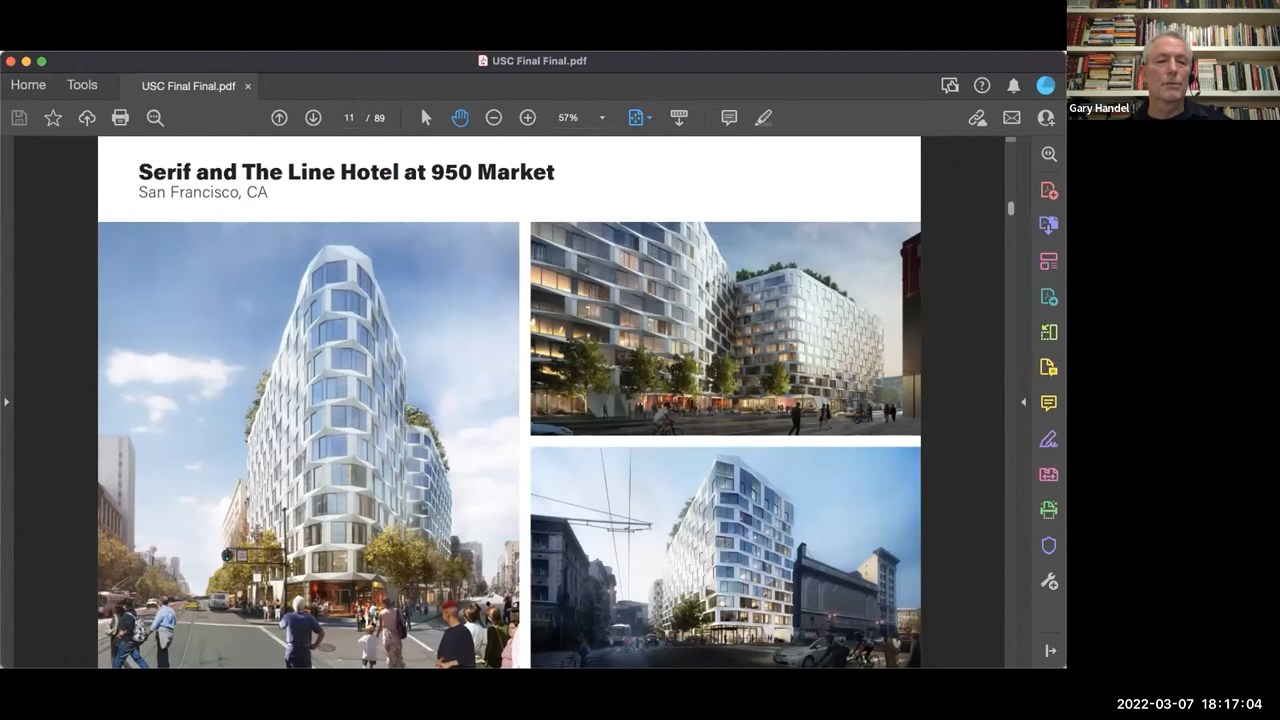 USC Final Final.pdf
Home
Tools
USC Final Final.pdf ×
11 / 89
57%
Gary Handel
Serif and The Line Hotel at 950 Market
San Francisco, CA
2022-03-07 18:17:04